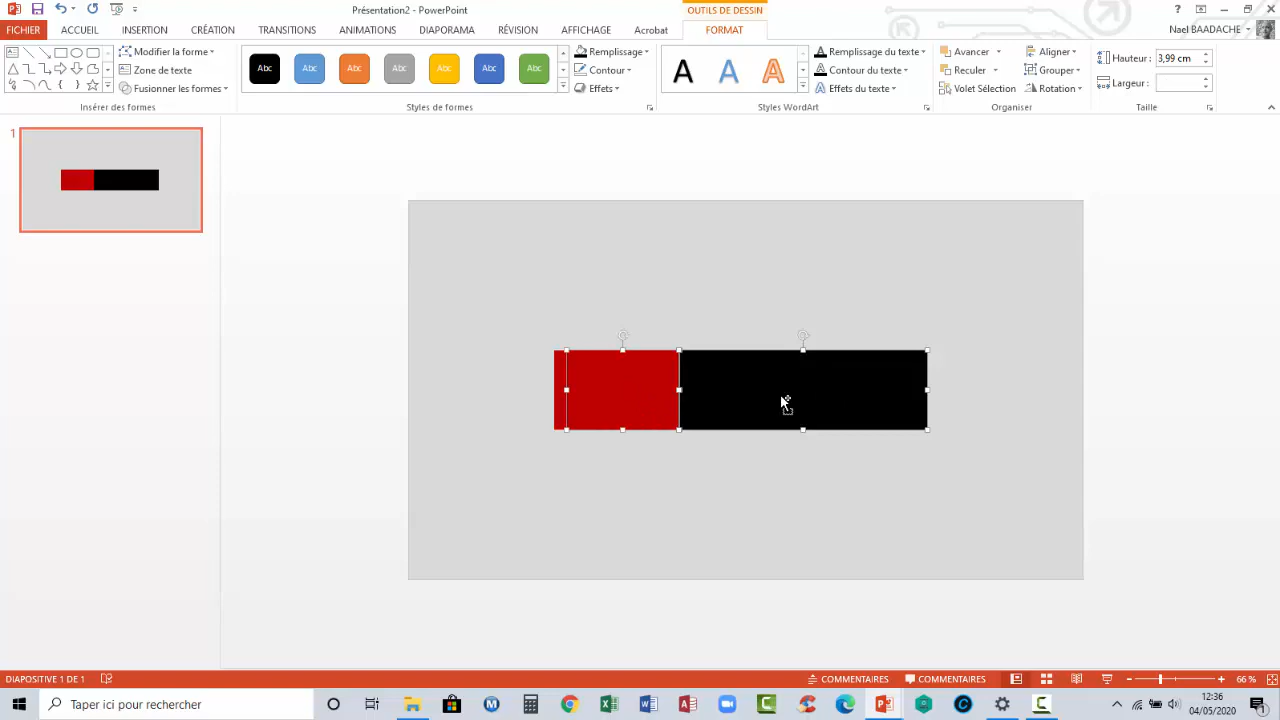 Présentation2 - PowerPoint
OUTILS DE DESSIN
FICHIER ACCUEIL INSERTION CRÉATION TRANSITIONS ANIMATIONS DIAPORAMA RÉVISION AFFICHAGE Acrobat FORMAT Nael BAADACHE
Modifier la forme
Zone de texte
Fusionner les formes
Insérer des formes
Abc Abc Abc Abc Abc Abc Abc
Remplissage
Contour
Effets
Styles de formes
A A A
Remplissage du texte
Contour du texte
Effets du texte
Styles WordArt
Avancer
Reculer
Volet Sélection
Aligner
Grouper
Rotation
Organiser
Hauteur : 3,99 cm
Largeur :
Taille
1
DIAPOSITIVE 1 DE 1 COMMENTAIRES COMMENTAIRES 66 %
Taper ici pour rechercher
12:36
04/05/2020